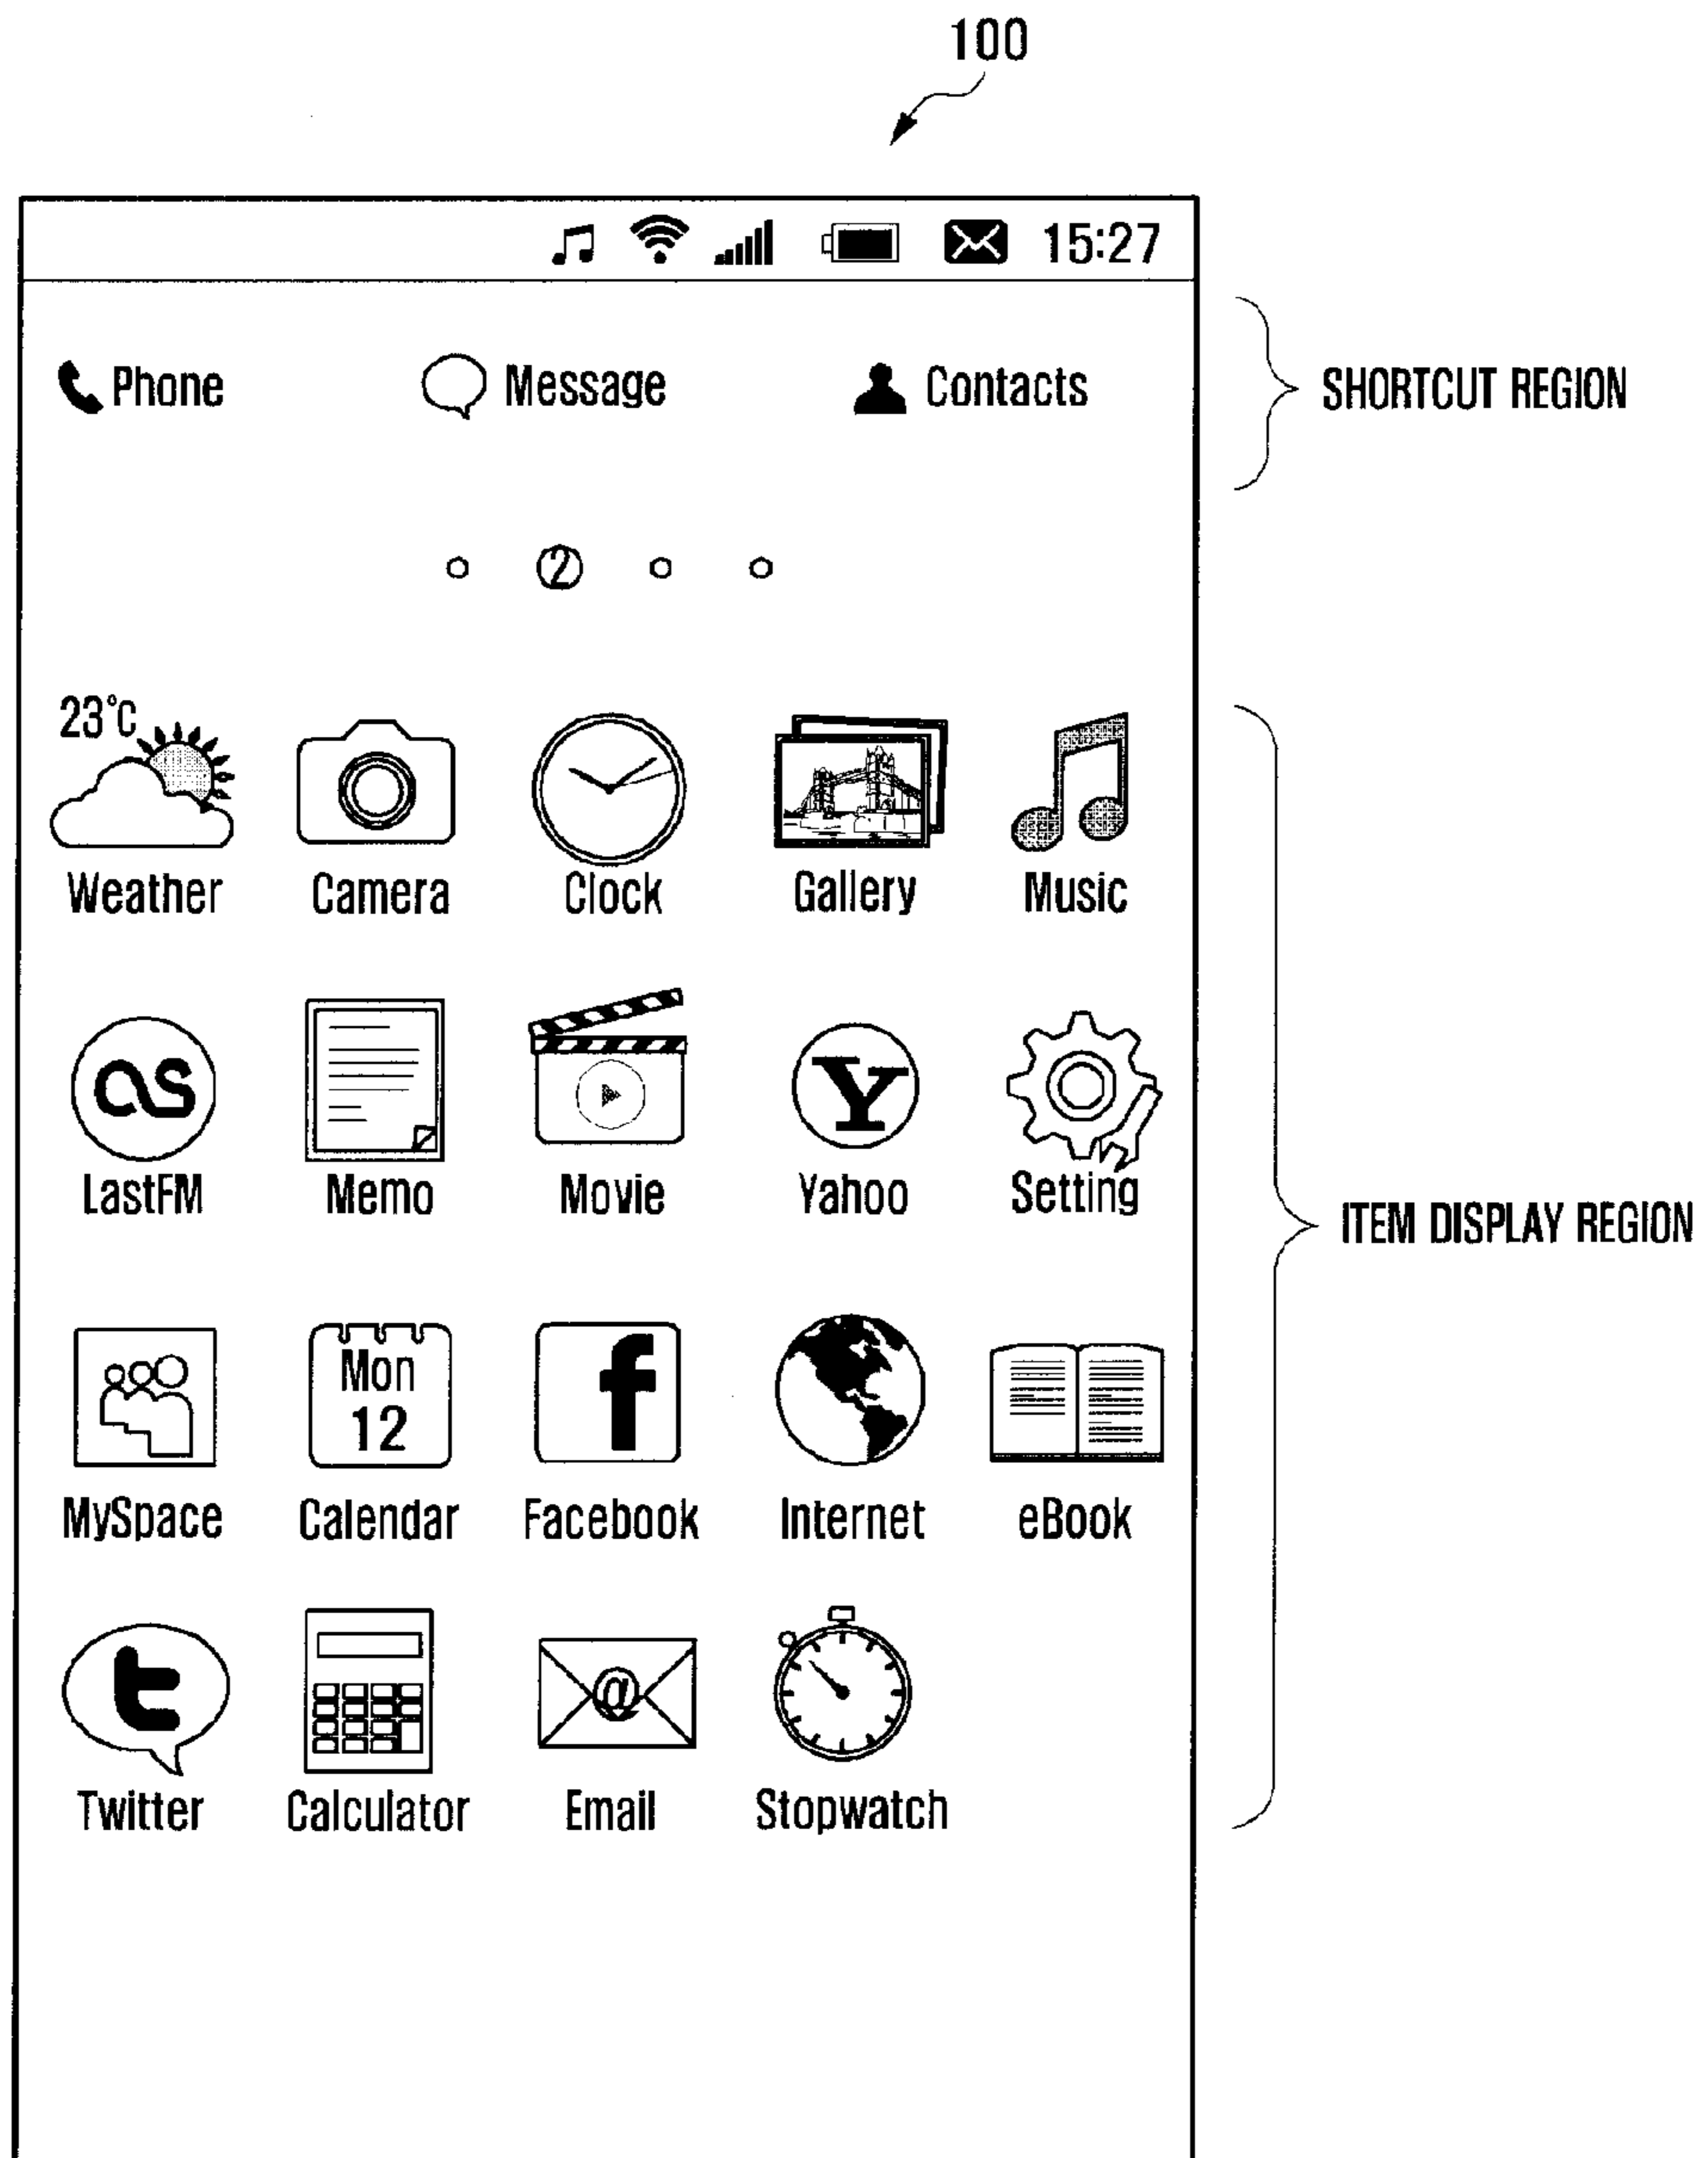 100
15:27
Phone Message Contacts
SHORTCUT REGION
2
23°C
Weather Camera Clock Gallery Music
as Y
LastFM Memo Movie Yahoo Setting
ITEM DISPLAY REGION
Mon
12
f
MySpace Calendar Facebook Internet eBook
t @
Twitter Calculator Email Stopwatch